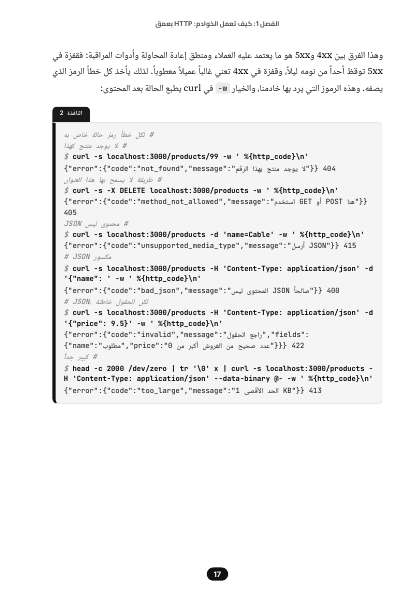 الفصل 1: كيف تعمل الخوادم: HTTP بعمق
وهذا الفرق بين 4xx و5xx هو ما يعتمد عليه العملاء ومنطق إعادة المحاولة وأدوات المراقبة: فقفزة في
5xx توقظ أحداً من نومه ليلاً، وقفزة في 4xx تعني غالباً عميلاً معطوباً. لذلك يأخذ كل خطأ الرمز الذي
يصفه. وهذه الرموز التي يرد بها خادمنا، والخيار -w في curl يطبع الحالة بعد المحتوى:
النافذة 2
# لكل خطأ رمز حالة خاص به
# لا يوجد منتج كهذا
$ curl -s localhost:3000/products/99 -w ' %{http_code}\n'
{"error":{"code":"not_found","message":"لا يوجد منتج بهذا الرقم"}} 404
# طريقة لا يسمح بها هذا العنوان
$ curl -s -X DELETE localhost:3000/products -w ' %{http_code}\n'
{"error":{"code":"method_not_allowed","message":"استخدم GET أو POST هنا"}}
405
# محتوى ليس JSON
$ curl -s localhost:3000/products -d 'name=Cable' -w ' %{http_code}\n'
{"error":{"code":"unsupported_media_type","message":"أرسل JSON"}} 415
# JSON مكسور
$ curl -s localhost:3000/products -H 'Content-Type: application/json' -d
'{"name": ' -w ' %{http_code}\n'
{"error":{"code":"bad_json","message":"المحتوى ليس JSON صالحاً"}} 400
# JSON، لكن الحقول خاطئة
$ curl -s localhost:3000/products -H 'Content-Type: application/json' -d
'{"price": 9.5}' -w ' %{http_code}\n'
{"error":{"code":"invalid","message":"راجع الحقول","fields":
{"name":"مطلوب","price":"عدد صحيح من القروش أكبر من 0"}}} 422
# كبير جداً
$ head -c 2000 /dev/zero | tr '\0' x | curl -s localhost:3000/products -
H 'Content-Type: application/json' --data-binary @- -w ' %{http_code}\n'
{"error":{"code":"too_large","message":"الحد الأقصى 1 KB"}} 413
17